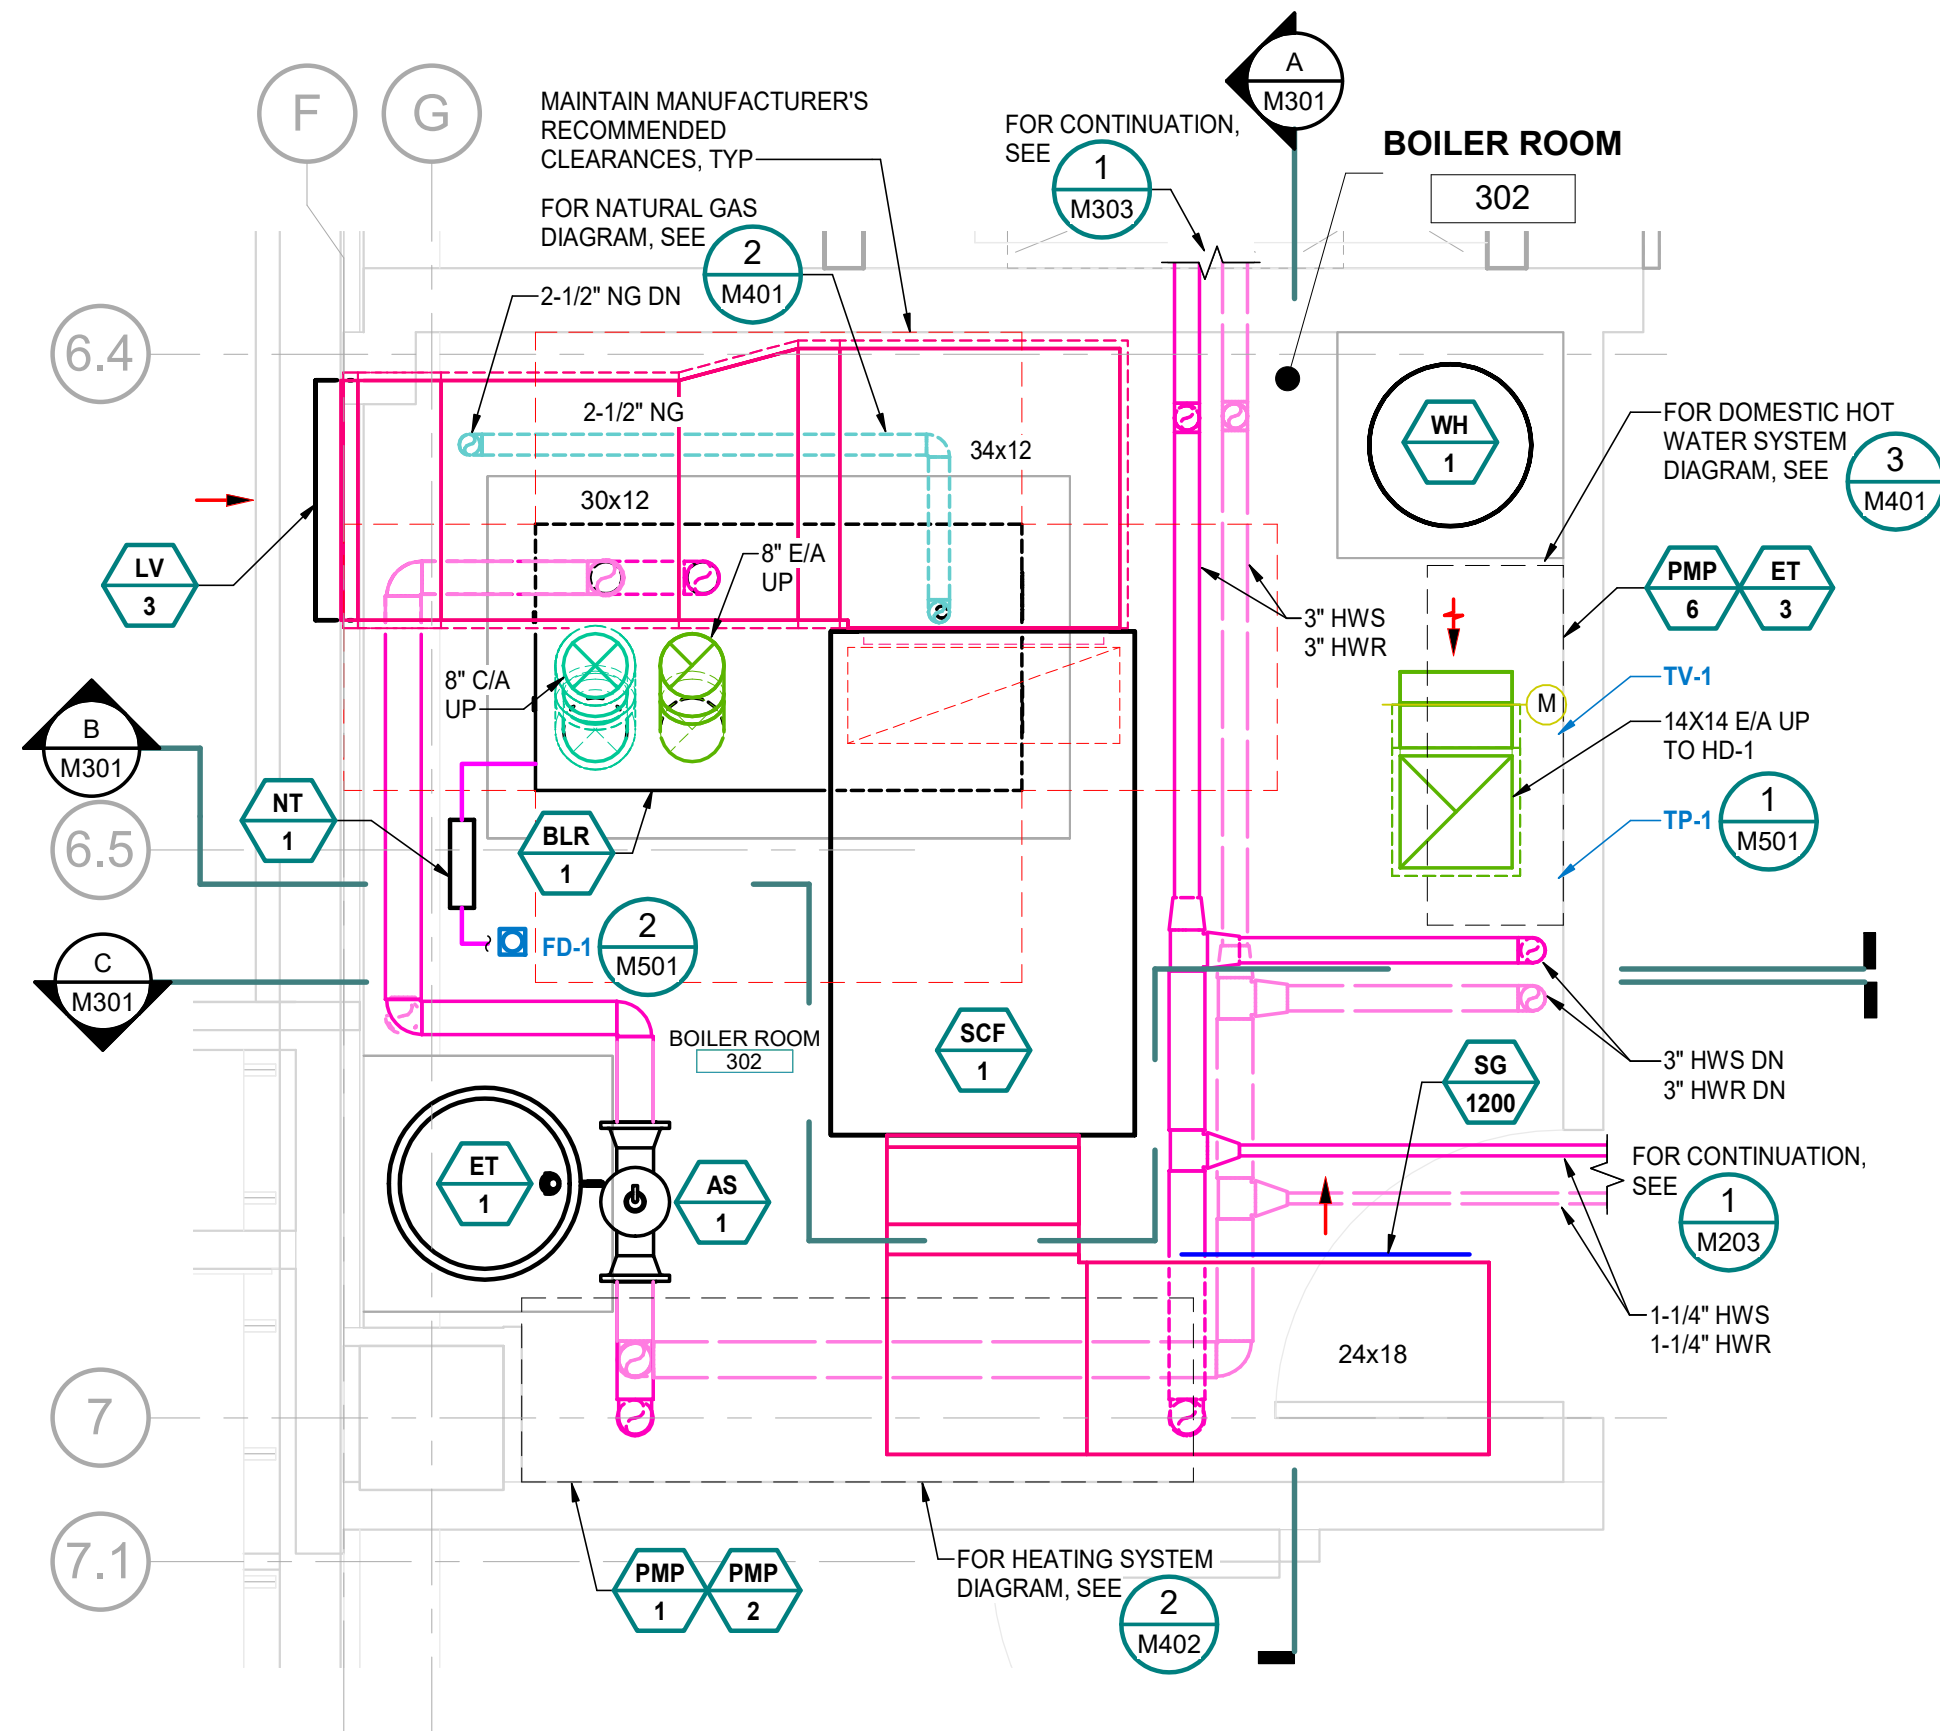 F
G
MAINTAIN MANUFACTURER'S
RECOMMENDED
CLEARANCES, TYP
FOR CONTINUATION,
SEE
1
M303
A
M301
BOILER ROOM
302
FOR NATURAL GAS
DIAGRAM, SEE
2
M401
2-1/2" NG DN
6.4
2-1/2" NG
34x12
30x12
WH
1
FOR DOMESTIC HOT
WATER SYSTEM
DIAGRAM, SEE
3
M401
LV
3
8" E/A
UP
PMP
6
ET
3
3" HWS
3" HWR
8" C/A
UP
TV-1
M
14X14 E/A UP
TO HD-1
B
M301
NT
1
6.5
BLR
1
TP-1
1
M501
FD-1
2
M501
C
M301
BOILER ROOM
302
SCF
1
SG
1200
3" HWS DN
3" HWR DN
ET
1
AS
1
FOR CONTINUATION,
SEE
1
M203
1-1/4" HWS
1-1/4" HWR
24x18
7
7.1
PMP
1
PMP
2
FOR HEATING SYSTEM
DIAGRAM, SEE
2
M402